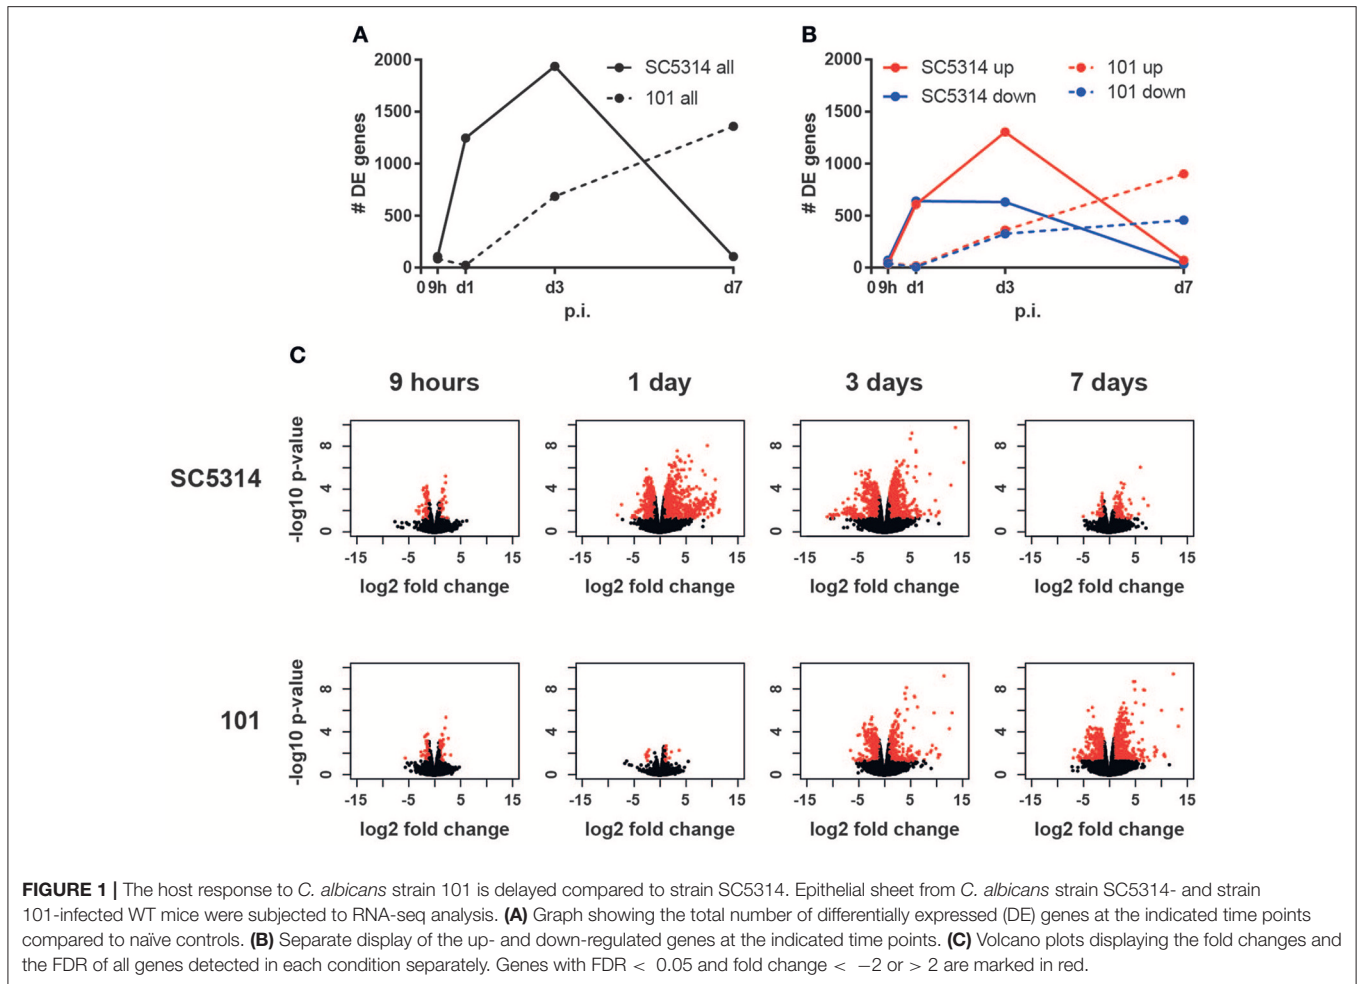 A
2000
1500
1000
500
0
# DE genes
SC5314 all
101 all
0 9h d1 d3 d7
p.i.
B
2000
1500
1000
500
0
# DE genes
SC5314 up 101 up
SC5314 down 101 down
0 9h d1 d3 d7
p.i.
C
9 hours 1 day 3 days 7 days
SC5314
-log10 p-value
8 8 8 8
4 4 4 4
0 0 0 0
-15 -5 5 15 -15 -5 5 15 -15 -5 5 15 -15 -5 5 15
log2 fold change log2 fold change log2 fold change log2 fold change
101
-log10 p-value
8 8 8 8
4 4 4 4
0 0 0 0
-15 -5 5 15 -15 -5 5 15 -15 -5 5 15 -15 -5 5 15
log2 fold change log2 fold change log2 fold change log2 fold change
FIGURE 1 | The host response to C. albicans strain 101 is delayed compared to strain SC5314. Epithelial sheet from C. albicans strain SC5314- and strain
101-infected WT mice were subjected to RNA-seq analysis. (A) Graph showing the total number of differentially expressed (DE) genes at the indicated time points
compared to naïve controls. (B) Separate display of the up- and down-regulated genes at the indicated time points. (C) Volcano plots displaying the fold changes and
the FDR of all genes detected in each condition separately. Genes with FDR < 0.05 and fold change < −2 or > 2 are marked in red.